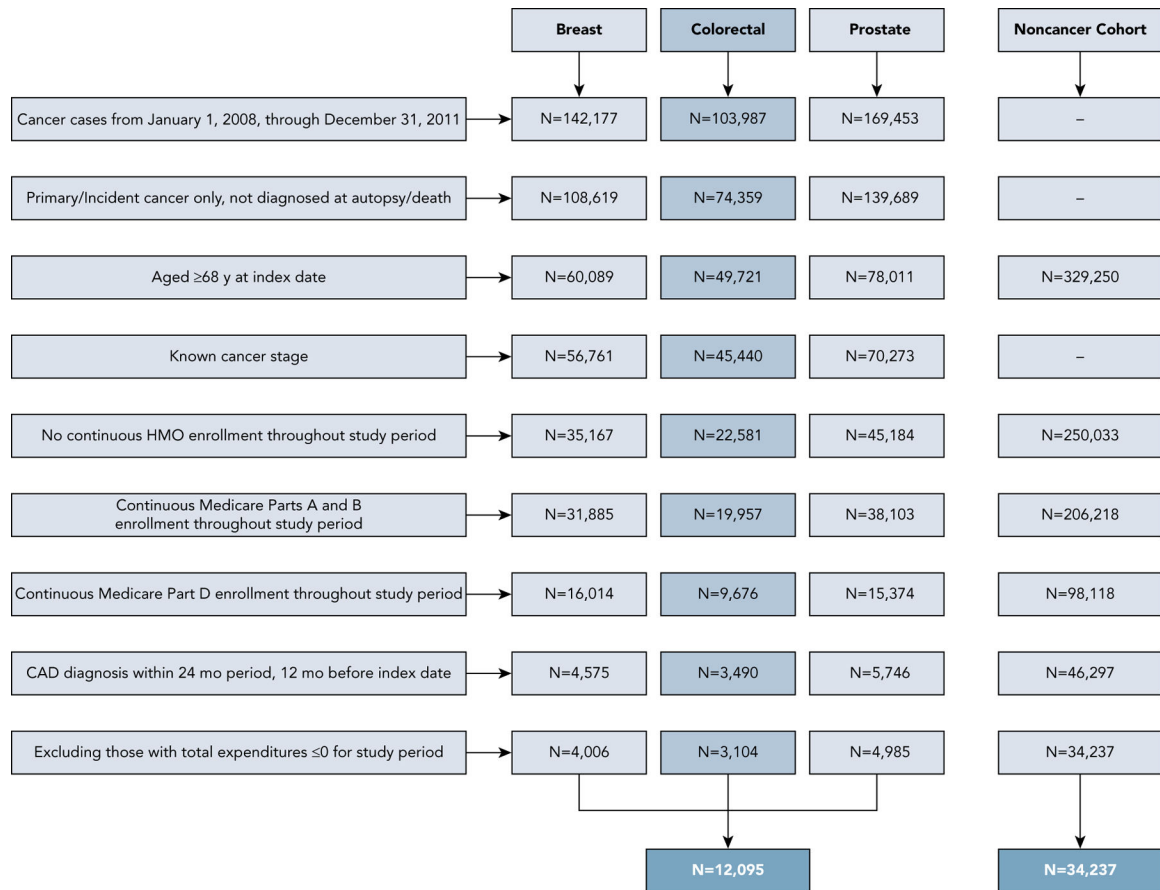 Breast
Colorectal
Prostate
Noncancer Cohort
Cancer cases from January 1, 2008, through December 31, 2011
N=142,177
N=103,987
N=169,453
–
Primary/Incident cancer only, not diagnosed at autopsy/death
N=108,619
N=74,359
N=139,689
–
Aged ≥68 y at index date
N=60,089
N=49,721
N=78,011
N=329,250
Known cancer stage
N=56,761
N=45,440
N=70,273
–
No continuous HMO enrollment throughout study period
N=35,167
N=22,581
N=45,184
N=250,033
Continuous Medicare Parts A and B
enrollment throughout study period
N=31,885
N=19,957
N=38,103
N=206,218
Continuous Medicare Part D enrollment throughout study period
N=16,014
N=9,676
N=15,374
N=98,118
CAD diagnosis within 24 mo period, 12 mo before index date
N=4,575
N=3,490
N=5,746
N=46,297
Excluding those with total expenditures ≤0 for study period
N=4,006
N=3,104
N=4,985
N=34,237
N=12,095
N=34,237